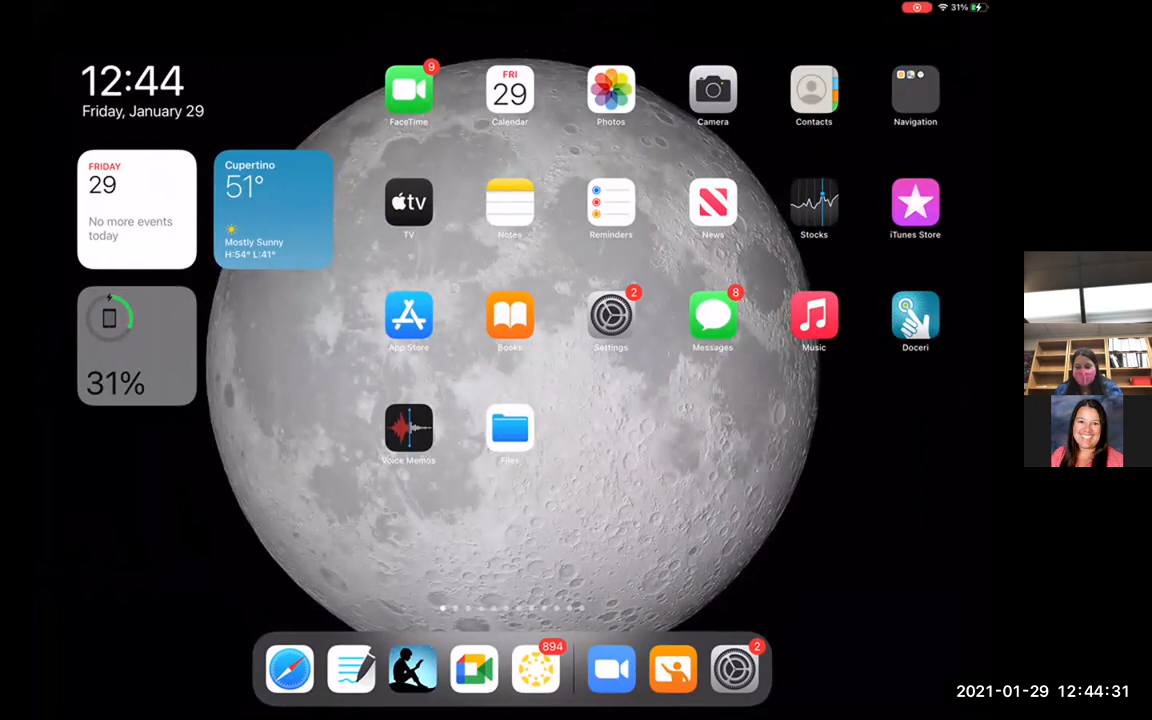 31%
12:44
Friday, January 29
FRIDAY
29
No more events
today
Cupertino
51°
Mostly Sunny
H:54° L:41°
31%
9
FRI
29
FaceTime
Calendar
Photos
Camera
Contacts
Navigation
tv
TV
Notes
Reminders
News
Stocks
iTunes Store
2
8
App Store
Books
Settings
Messages
Music
Doceri
Voice Memos
Files
894
2
2021-01-29 12:44:31